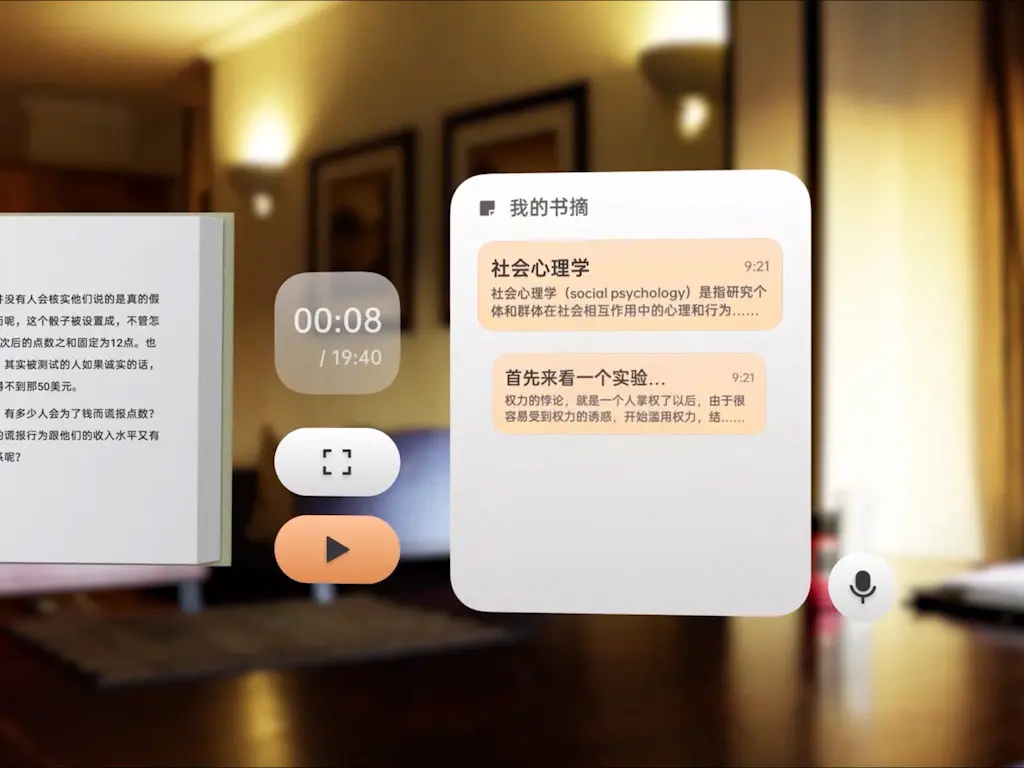 没有人会核实他们说的是真的假
而呢，这个骰子被设置成，不管怎
次后的点数之和固定为12点。也
其实被测试的人如果诚实的话，
得不到那50美元。
有多少人会为了钱而谎报点数？
的谎报行为跟他们的收入水平又有
系呢？
00:08
/ 19:40
我的书摘
社会心理学
9:21
社会心理学（social psychology）是指研究个
体和群体在社会相互作用中的心理和行为……
首先来看一个实验…
9:21
权力的悖论，就是一个人掌权了以后，由于很
容易受到权力的诱惑，开始滥用权力，结……